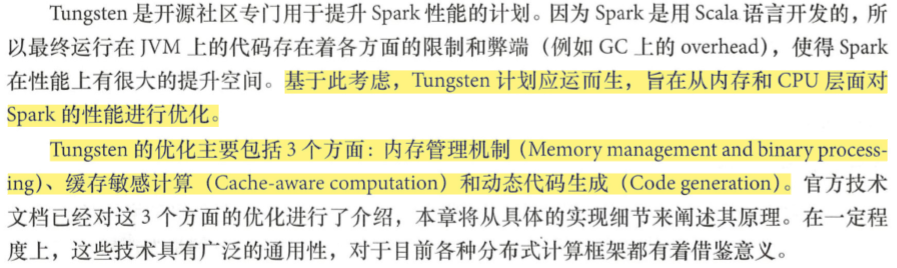 Tungsten 是开源社区专门用于提升 Spark 性能的计划。因为 Spark 是用 Scala 语言开发的，所
以最终运行在 JVM 上的代码存在着各方面的限制和弊端（例如 GC 上的 overhead），使得 Spark
在性能上有很大的提升空间。基于此考虑，Tungsten 计划应运而生，旨在从内存和 CPU 层面对
Spark 的性能进行优化。
Tungsten 的优化主要包括 3 个方面：内存管理机制（Memory management and binary process-
ing）、缓存敏感计算（Cache-aware computation）和动态代码生成（Code generation）。官方技术
文档已经对这 3 个方面的优化进行了介绍，本章将从具体的实现细节来阐述其原理。在一定程
度上，这些技术具有广泛的通用性，对于目前各种分布式计算框架都有着借鉴意义。